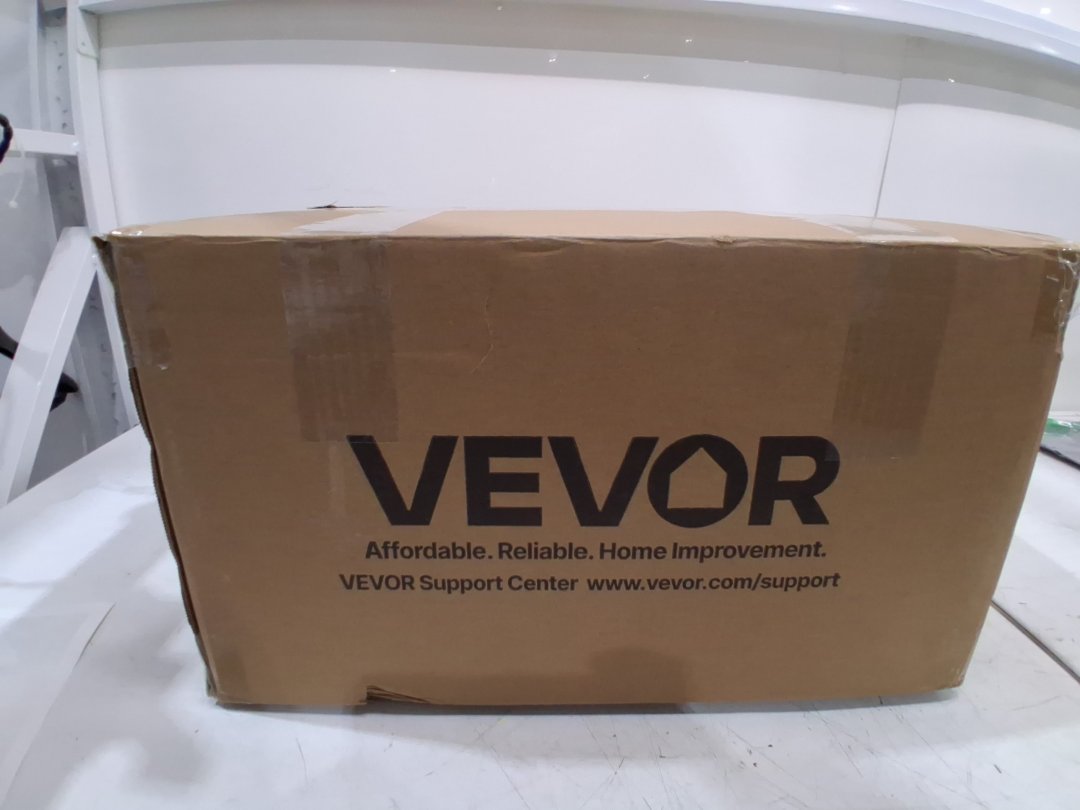 VEVOR
Affordable. Reliable. Home Improvement.
VEVOR Support Center www.vevor.com/support